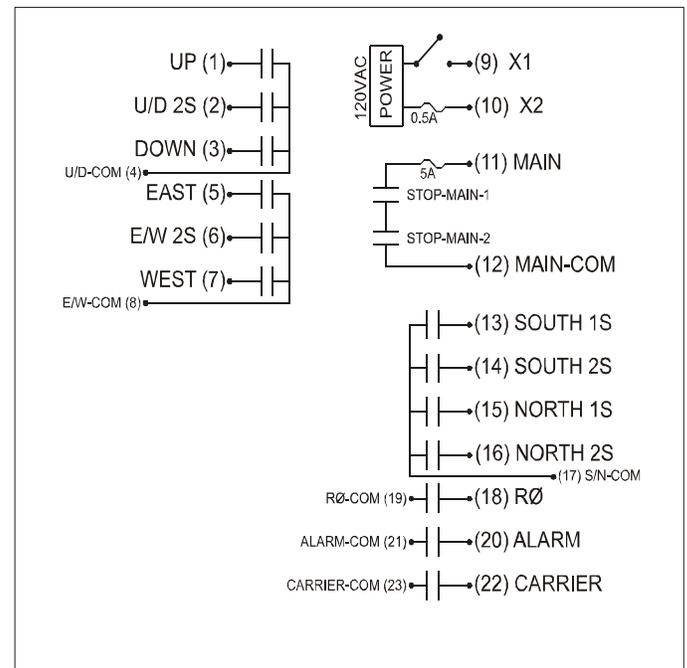 UP (1)
U/D 2S (2)
DOWN (3)
U/D-COM (4)
EAST (5)
E/W 2S (6)
WEST (7)
E/W-COM (8)
120VAC
POWER
(9) X1
0.5A
(10) X2
(11) MAIN
5A
STOP-MAIN-1
STOP-MAIN-2
(12) MAIN-COM
(13) SOUTH 1S
(14) SOUTH 2S
(15) NORTH 1S
(16) NORTH 2S
(17) S/N-COM
RØ-COM (19) (18) RØ
ALARM-COM (21) (20) ALARM
CARRIER-COM (23) (22) CARRIER